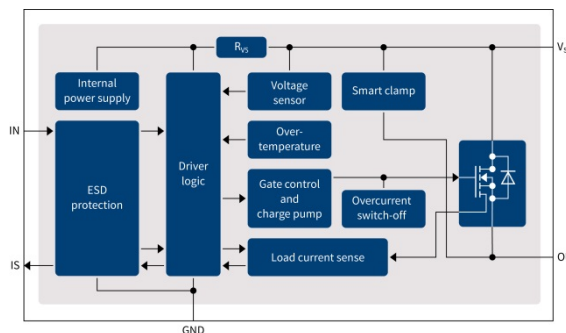 R_VS
V_S
Internal
power supply
Voltage
sensor
Smart clamp
IN
ESD
protection
Driver
logic
Over-
temperature
Gate control
and
charge pump
Overcurrent
switch-off
Load current sense
IS
O
GND